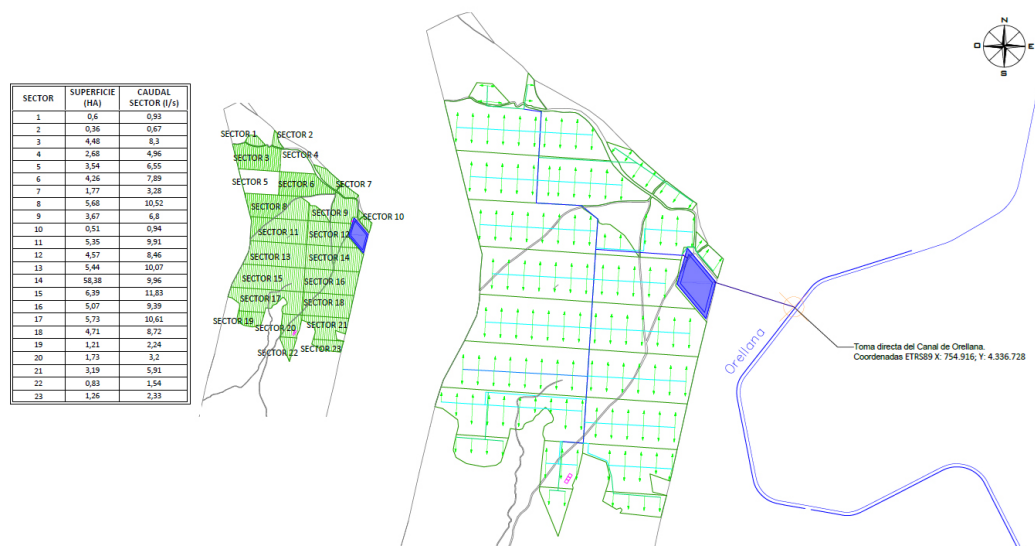 N
O
E
S
SECTOR SUPERFICIE (HA) CAUDAL SECTOR (l/s)
1 0,6 0,93
2 0,36 0,67
3 4,48 8,3
4 2,68 4,96
5 3,54 6,55
6 4,26 7,89
7 1,77 3,28
8 5,68 10,52
9 3,67 6,8
10 0,51 0,94
11 5,35 9,91
12 4,57 8,46
13 5,44 10,07
14 58,38 9,96
15 6,39 11,83
16 5,07 9,39
17 5,73 10,61
18 4,71 8,72
19 1,21 2,24
20 1,73 3,2
21 3,19 5,91
22 0,83 1,54
23 1,26 2,33
SECTOR 1
SECTOR 2
SECTOR 3
SECTOR 4
SECTOR 5
SECTOR 6
SECTOR 7
SECTOR 8
SECTOR 9
SECTOR 10
SECTOR 11
SECTOR 12
SECTOR 13
SECTOR 14
SECTOR 15
SECTOR 16
SECTOR 17
SECTOR 18
SECTOR 19
SECTOR 20
SECTOR 21
SECTOR 22
SECTOR 23
Orellana
Toma directa del Canal de Orellana.
Coordenadas ETRS89 X: 754.916; Y: 4.336.728